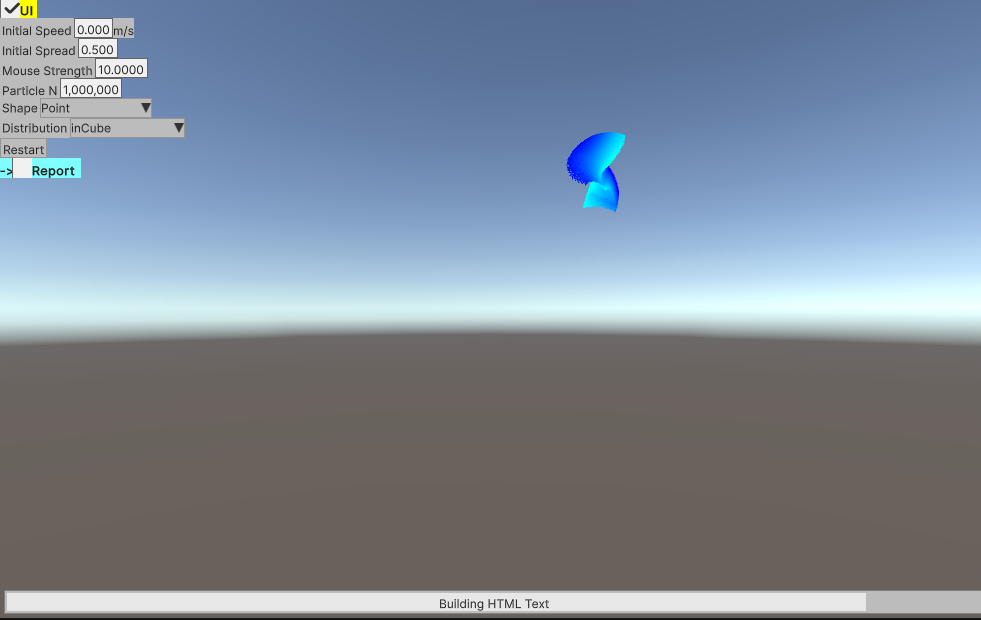 UI
Initial Speed 0.000 m/s
Initial Spread 0.500
Mouse Strength 10.0000
Particle N 1,000,000
Shape Point
Distribution inCube
Restart
-> Report
Building HTML Text